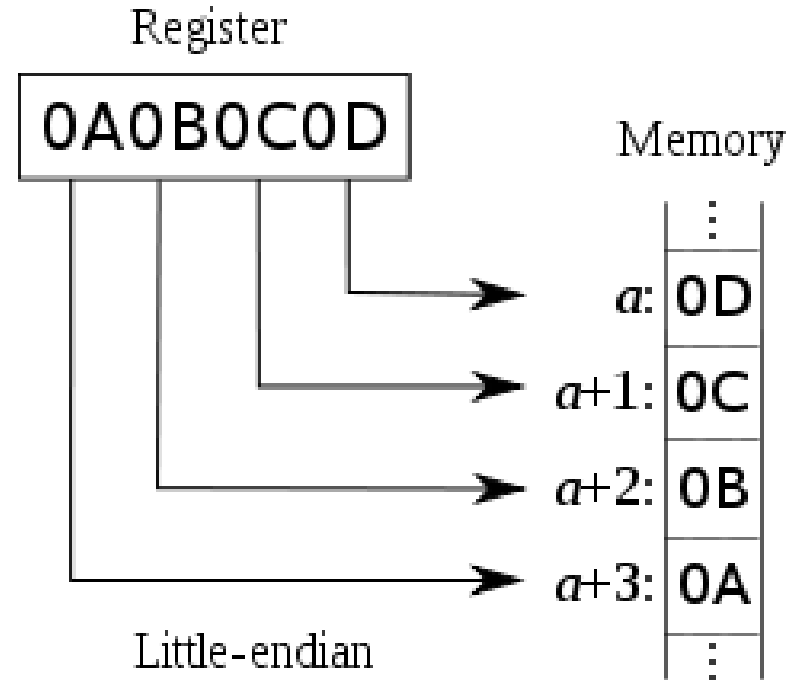 Register
0A0B0C0D
Memory
⋮
a: 0D
a+1: 0C
a+2: 0B
a+3: 0A
⋮
Little-endian